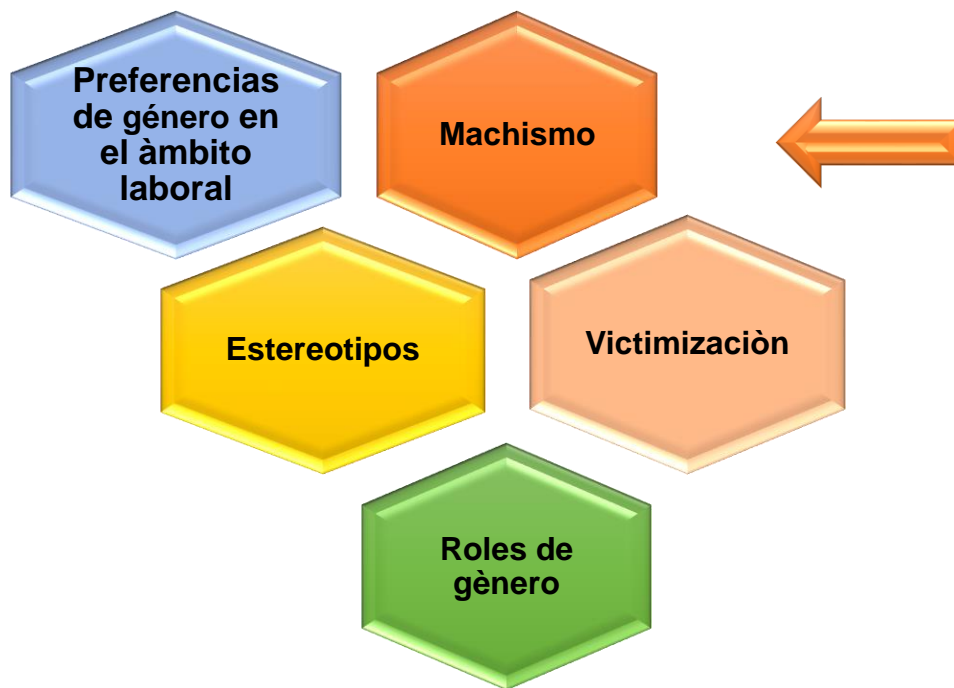 Preferencias
de género en
el àmbito
laboral
Machismo
Estereotipos
Victimizaciòn
Roles de
gènero